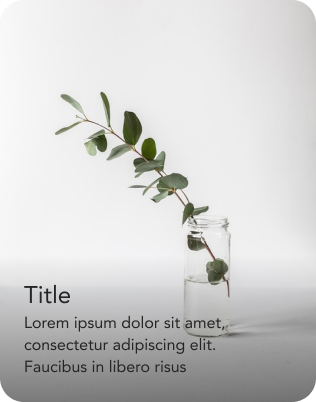 Title
Lorem ipsum dolor sit amet,
consectetur adipiscing elit.
Faucibus in libero risus